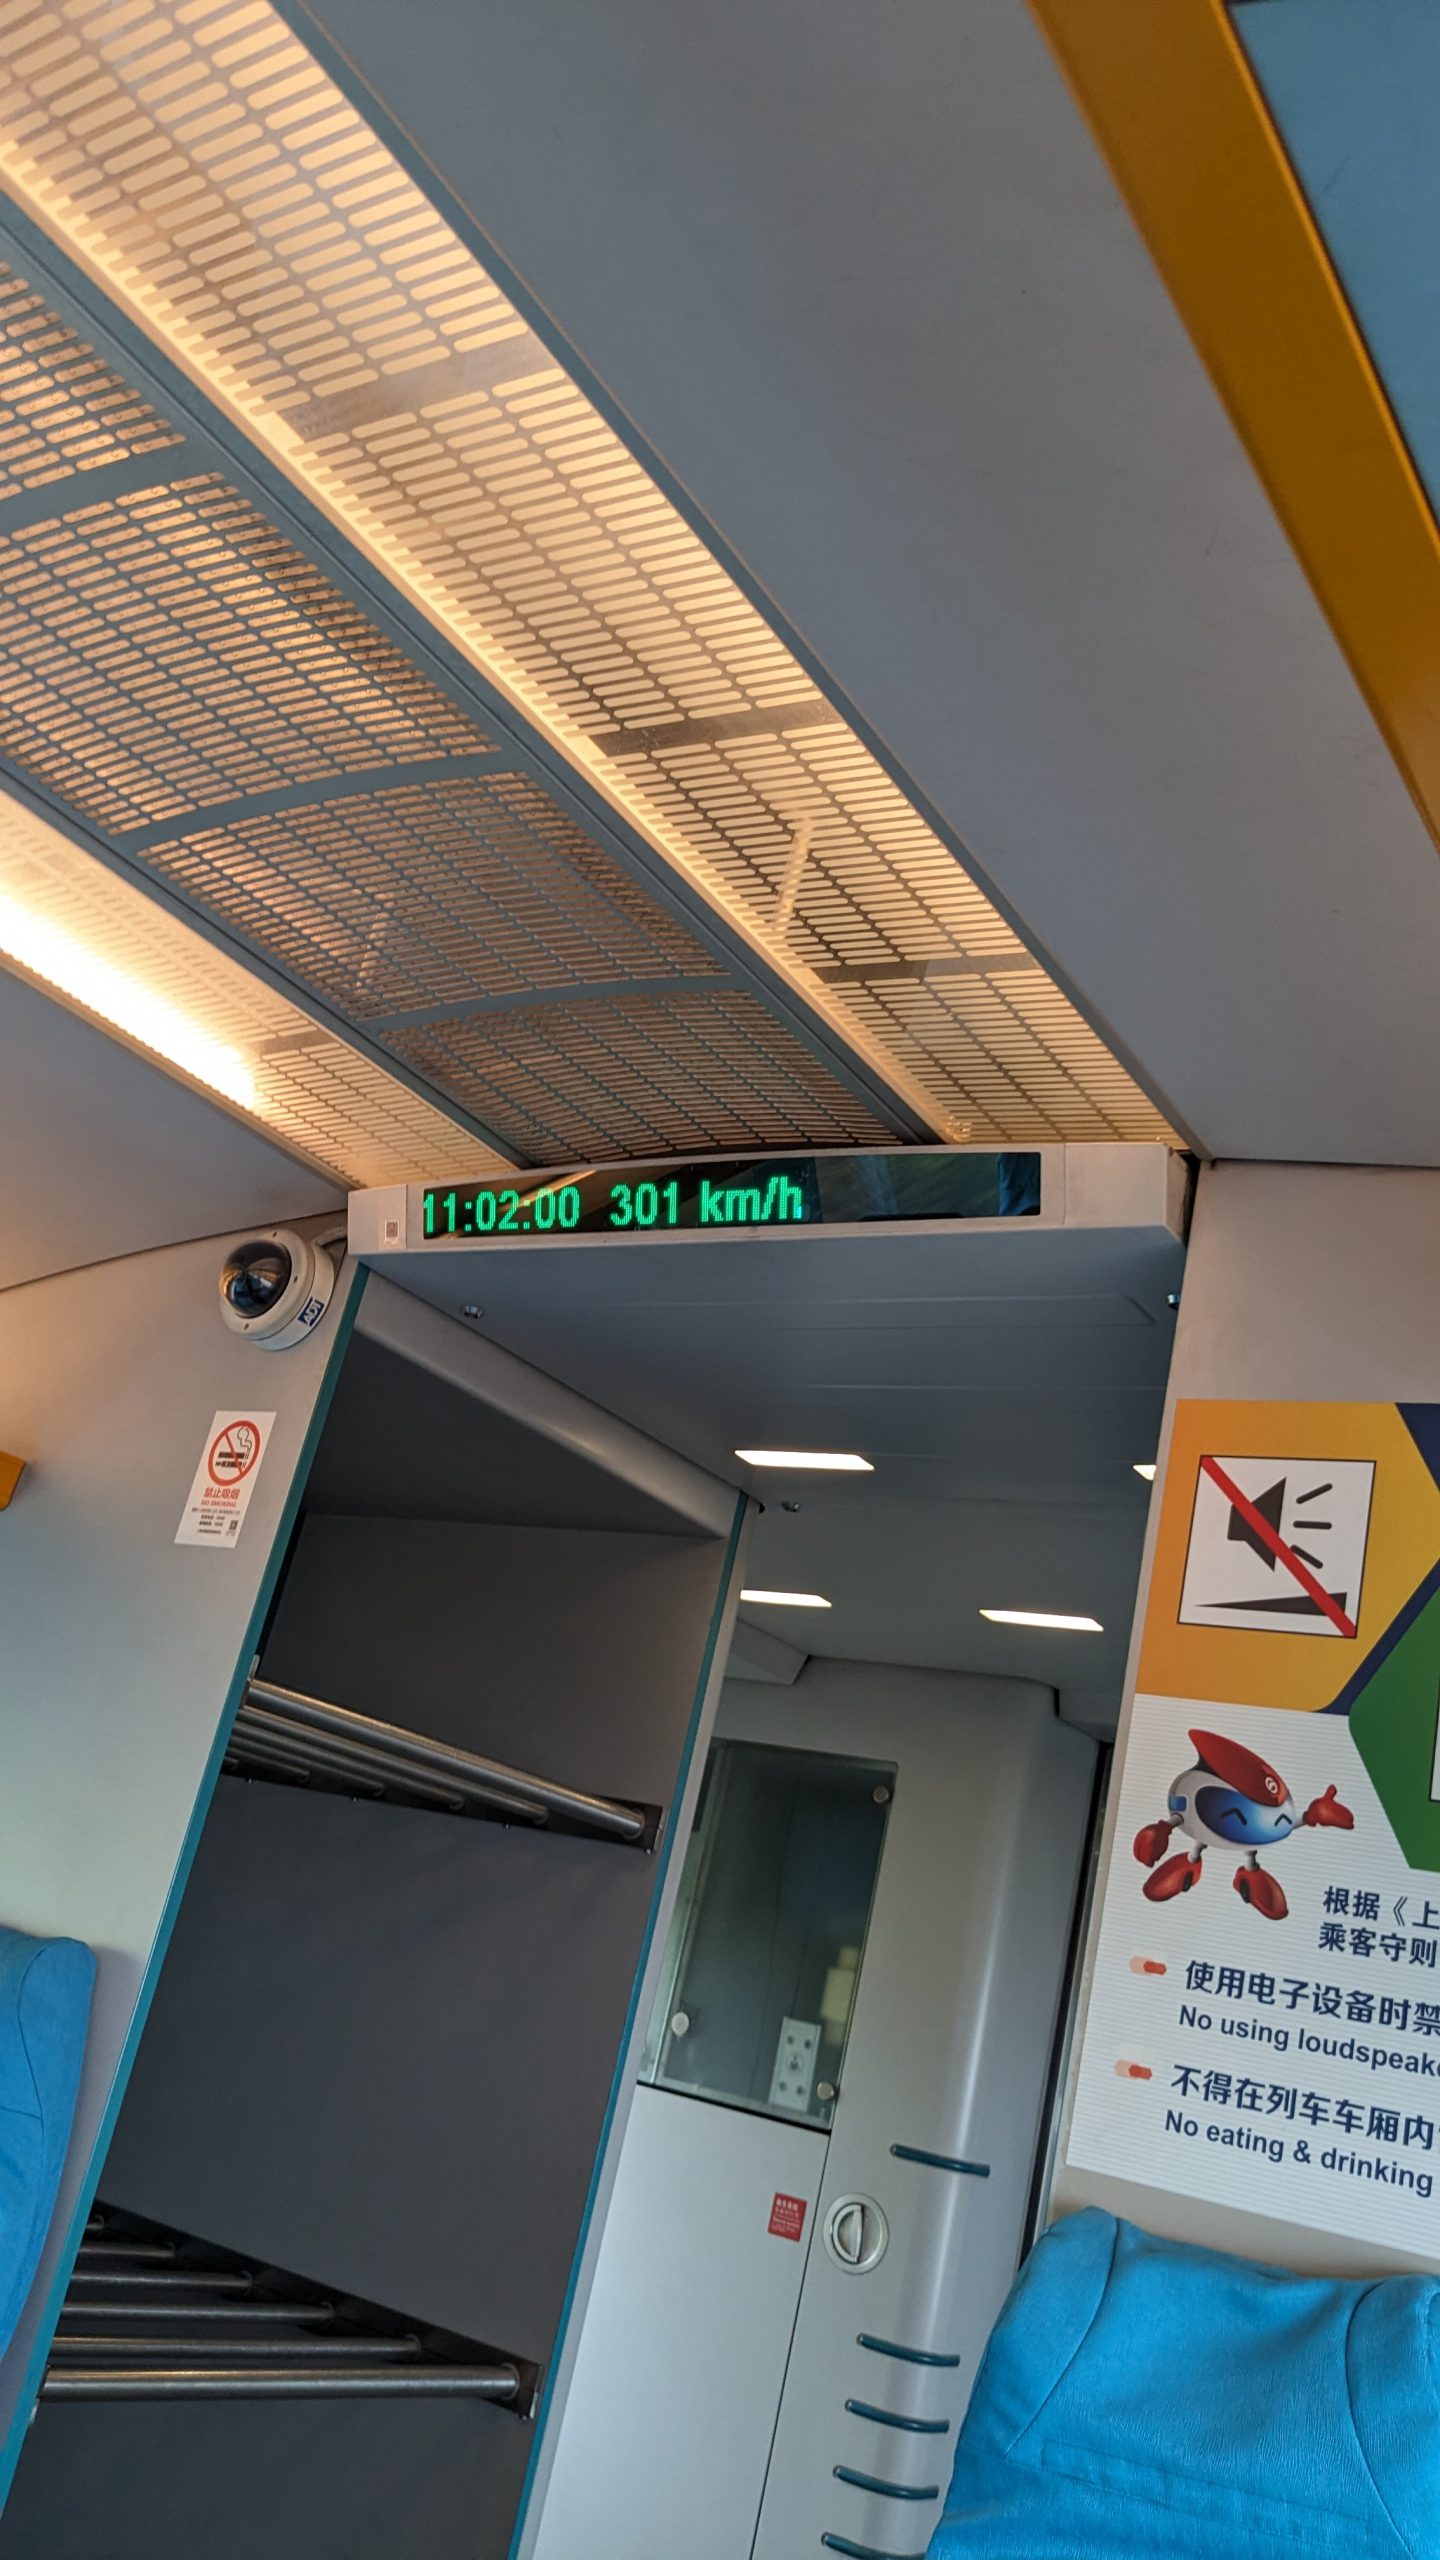 11:02:00 301 km/h
ADT
禁止吸烟
NO SMOKING
根据《上
乘客守则
使用电子设备时禁
No using loudspeake
不得在列车车厢内
No eating & drinking